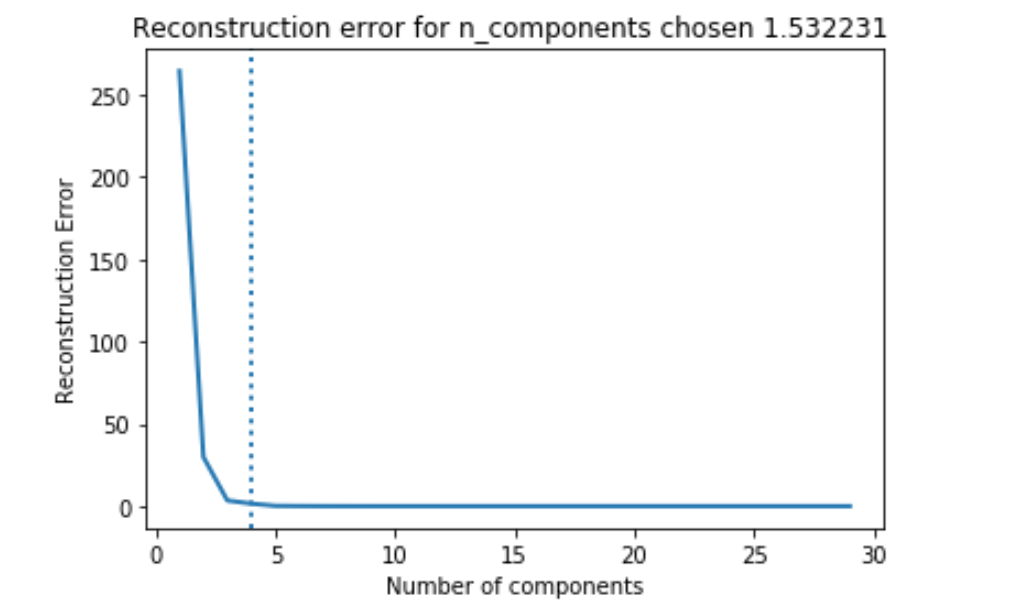 Reconstruction error for n_components chosen 1.532231
250
200
150
100
50
0
Reconstruction Error
0 5 10 15 20 25 30
Number of components